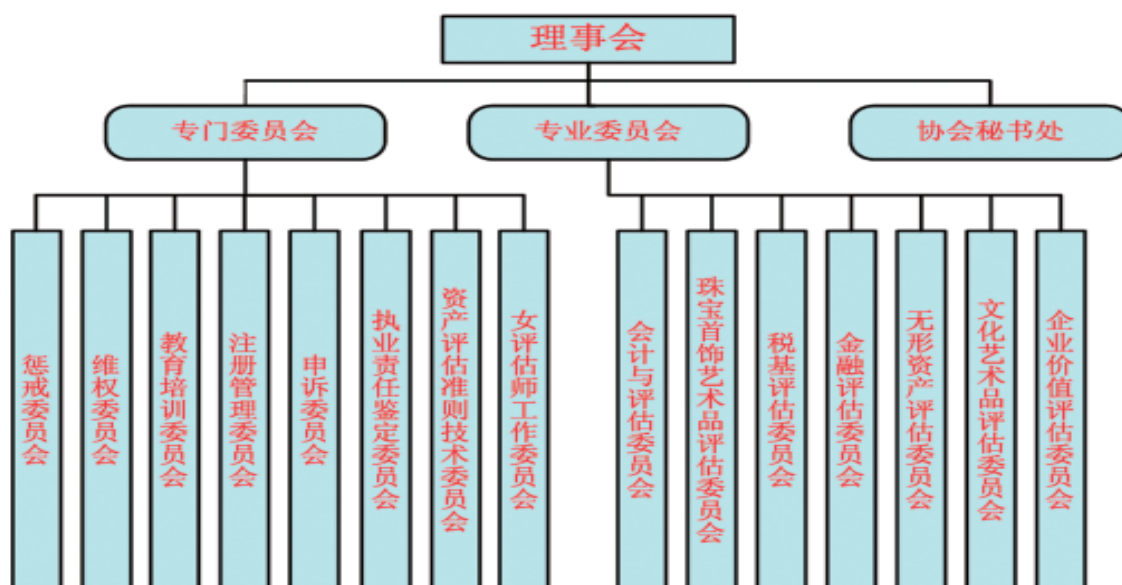 理事会
专门委员会
专业委员会
协会秘书处
惩戒委员会
维权委员会
教育培训委员会
注册管理委员会
申诉委员会
执业责任鉴定委员会
资产评估准则技术委员会
女评估师工作委员会
会计与评估委员会
珠宝首饰艺术品评估委员会
税基评估委员会
金融评估委员会
无形资产评估委员会
文化艺术品评估委员会
企业价值评估委员会